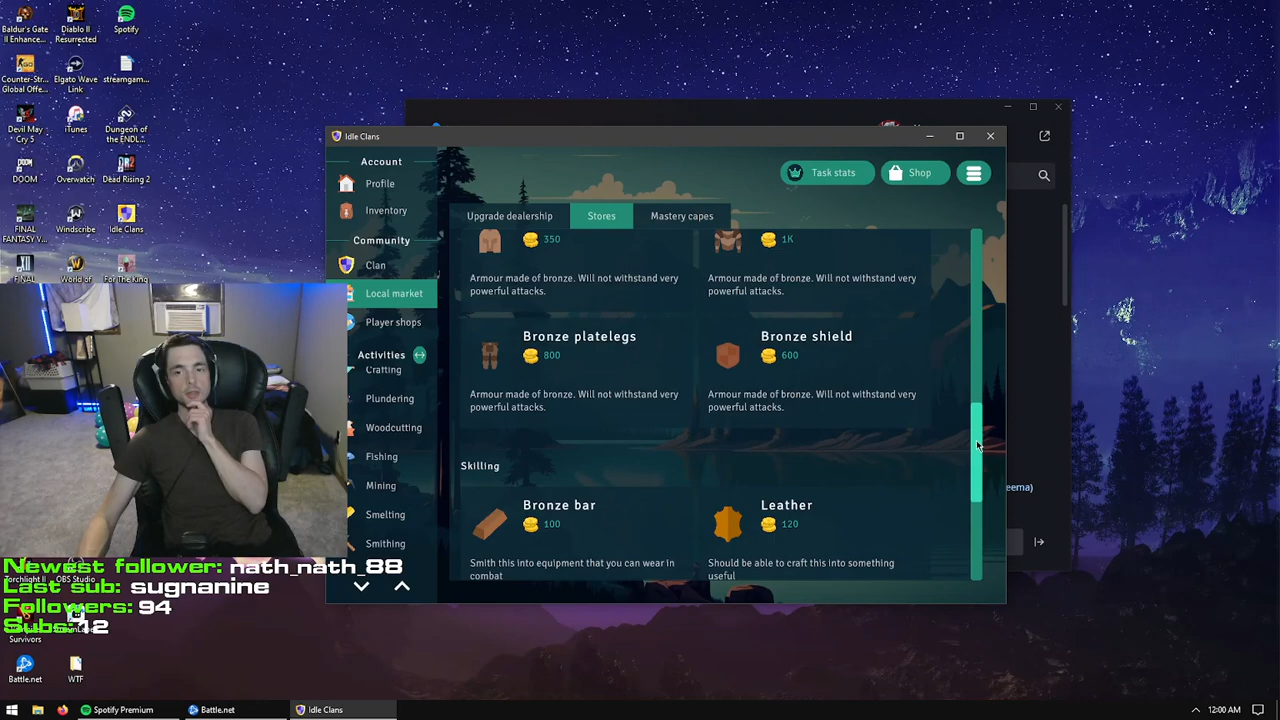 Baldur's Gate
II Enhance...
Diablo II
Resurrected
Spotify
Counter-Str...
Global Offe...
Elgato Wave
Link
streamgam...
Devil May
Cry 5
iTunes
Dungeon of
the ENDL...
DOOM
Overwatch
Dead Rising 2
FINAL
FANTASY V...
Windscribe
Idle Clans
FINAL
World of
For The King
Idle Clans
Account
Profile
Inventory
Community
Clan
Local market
Player shops
Activities
Crafting
Plundering
Woodcutting
Fishing
Mining
Smelting
Smithing
Task stats
Shop
Upgrade dealership
Stores
Mastery capes
350
1K
Armour made of bronze. Will not withstand very
powerful attacks.
Armour made of bronze. Will not withstand very
powerful attacks.
Bronze platelegs
800
Armour made of bronze. Will not withstand very
powerful attacks.
Bronze shield
600
Armour made of bronze. Will not withstand very
powerful attacks.
Skilling
Bronze bar
100
Smith this into equipment that you can wear in
combat
Leather
120
Should be able to craft this into something
useful
eema)
Newest follower: nath_nath_88
Last sub: sugnanine
Followers: 94
Subs: 12
Torchlight II
OBS Studio
Survivors
Battle.net
WTF
Spotify Premium
Battle.net
Idle Clans
12:00 AM